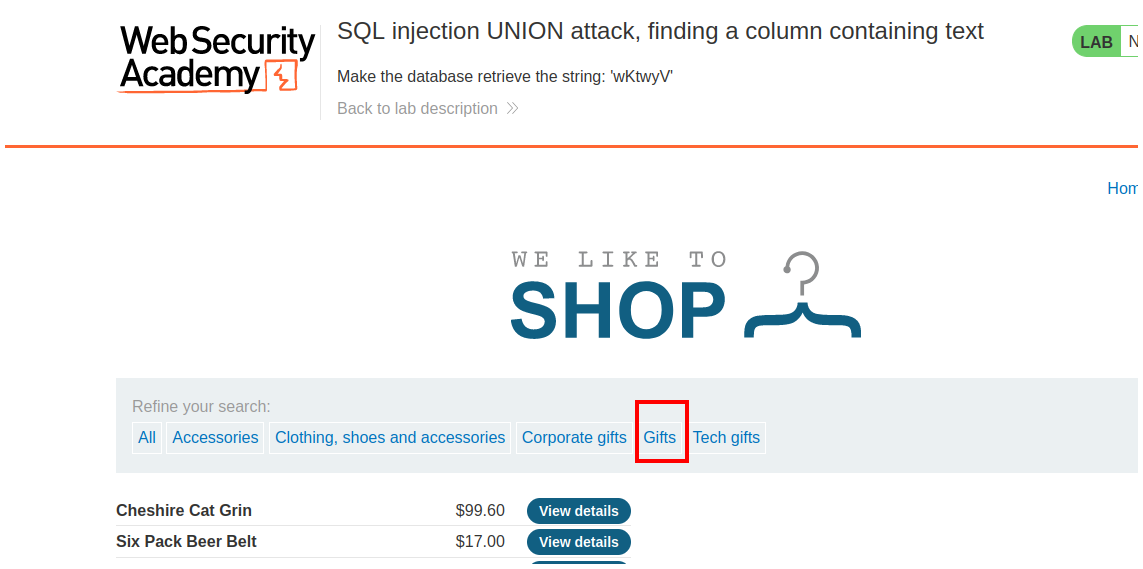 WebSecurity
Academy
SQL injection UNION attack, finding a column containing text
LAB
Make the database retrieve the string: 'wKtwyV'
Back to lab description
WE LIKE TO
SHOP
Refine your search:
All Accessories Clothing, shoes and accessories Corporate gifts Gifts Tech gifts
Cheshire Cat Grin $99.60 View details
Six Pack Beer Belt $17.00 View details